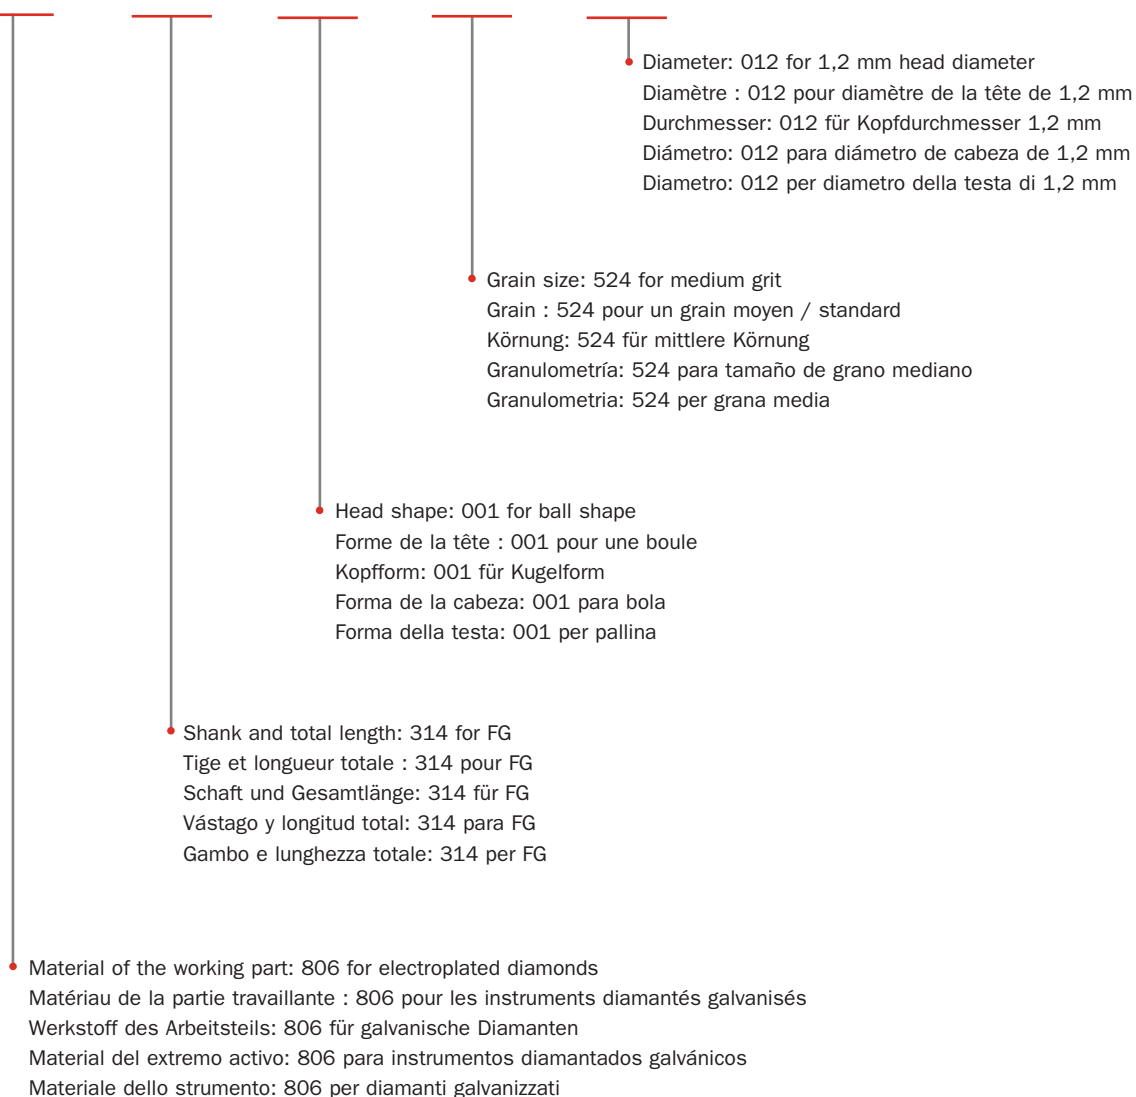 Diameter: 012 for 1,2 mm head diameter
Diamètre : 012 pour diamètre de la tête de 1,2 mm
Durchmesser: 012 für Kopfdurchmesser 1,2 mm
Diámetro: 012 para diámetro de cabeza de 1,2 mm
Diametro: 012 per diametro della testa di 1,2 mm
Grain size: 524 for medium grit
Grain : 524 pour un grain moyen / standard
Körnung: 524 für mittlere Körnung
Granulometría: 524 para tamaño de grano mediano
Granulometria: 524 per grana media
Head shape: 001 for ball shape
Forme de la tête : 001 pour une boule
Kopfform: 001 für Kugelform
Forma de la cabeza: 001 para bola
Forma della testa: 001 per pallina
Shank and total length: 314 for FG
Tige et longueur totale : 314 pour FG
Schaft und Gesamtlänge: 314 für FG
Vástago y longitud total: 314 para FG
Gambo e lunghezza totale: 314 per FG
Material of the working part: 806 for electroplated diamonds
Matériau de la partie travaillante : 806 pour les instruments diamantés galvanisés
Werkstoff des Arbeitsteils: 806 für galvanische Diamanten
Material del extremo activo: 806 para instrumentos diamantados galvánicos
Materiale dello strumento: 806 per diamanti galvanizzati